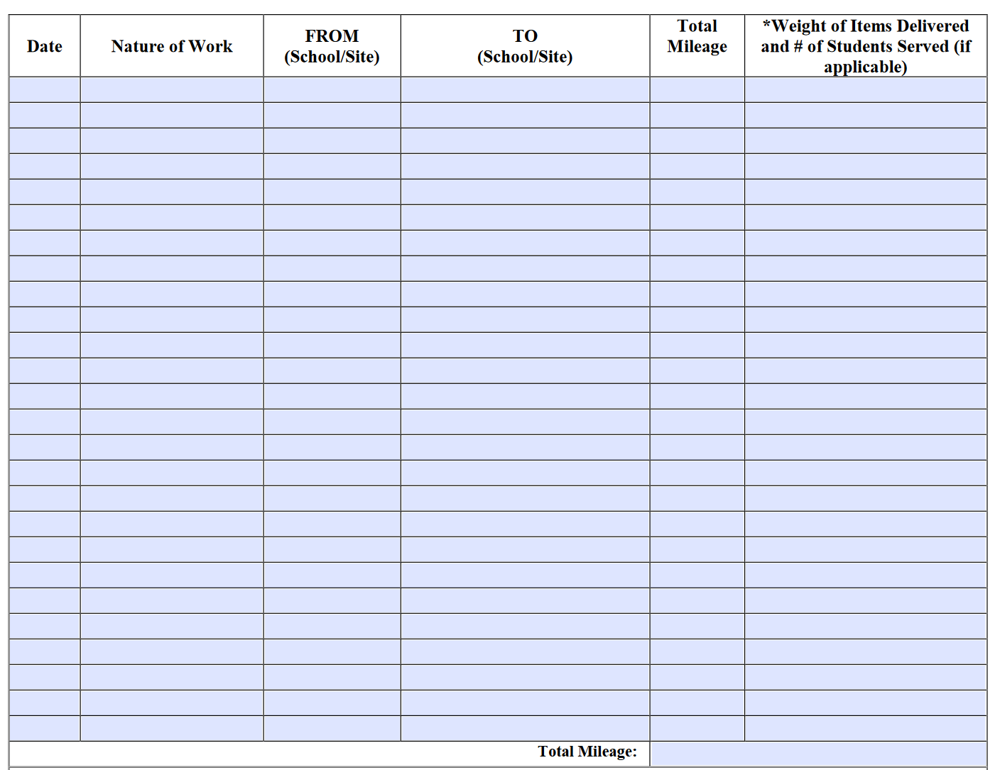 Date
Nature of Work
FROM
(School/Site)
TO
(School/Site)
Total
Mileage
*Weight of Items Delivered
and # of Students Served (if
applicable)
Total Mileage: